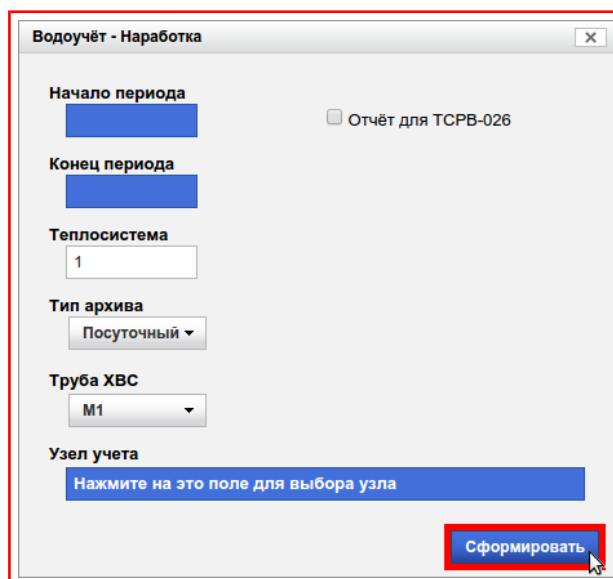 Водоучёт - Наработка
Начало периода
Отчёт для ТСРВ-026
Конец периода
Теплосистема
1
Тип архива
Посуточный
Труба ХВС
М1
Узел учета
Нажмите на это поле для выбора узла
Сформировать